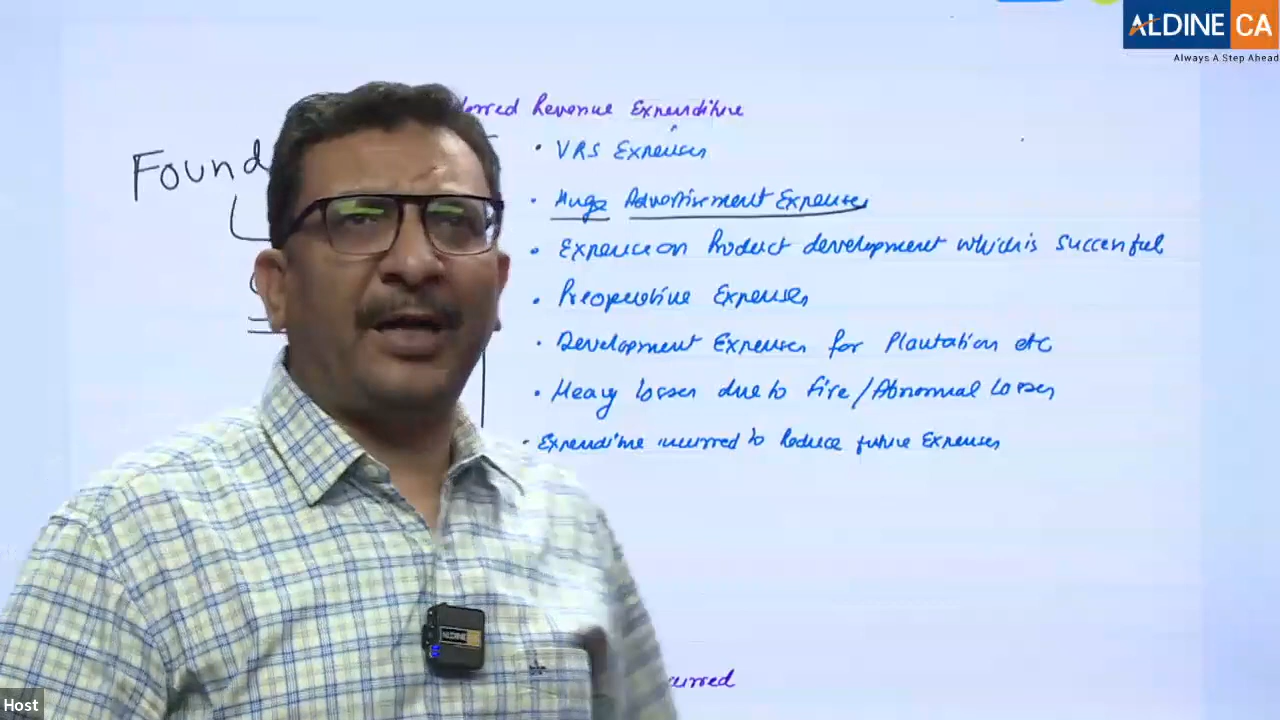 ALDINE CA
Always A Step Ahead
Revenue Expenditure
Found
• VRS Expenses
• Huge Advertisement Expenses
• Expense on Product development which is successful
• Preoperative Expenses
• Development Expenses for Plantation etc
• Heavy losses due to fire/Abnormal Losses
• Expenditure incurred to Reduce future Expenses
ALDINE
Host